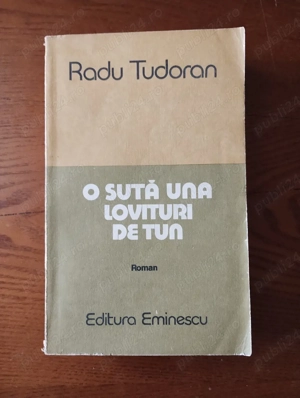 Radu Tudoran
O SUTĂ UNA
LOVITURI
DE TUN
Roman
Editura Eminescu